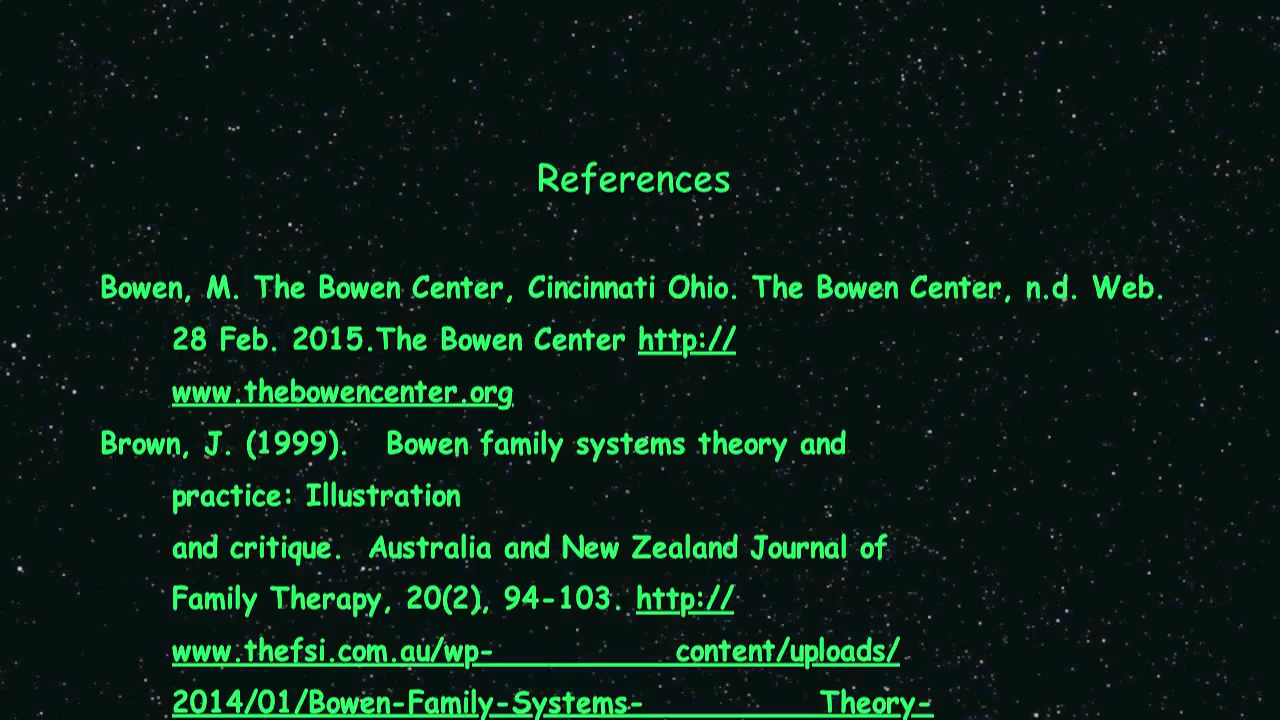 References
Bowen, M. The Bowen Center, Cincinnati Ohio. The Bowen Center, n.d. Web.
28 Feb. 2015.The Bowen Center http://
www.thebowencenter.org
Brown, J. (1999). Bowen family systems theory and
practice: Illustration
and critique. Australia and New Zealand Journal of
Family Therapy, 20(2), 94-103. http://
www.thefsi.com.au/wp- content/uploads/
2014/01/Bowen-Family-Systems- Theory-